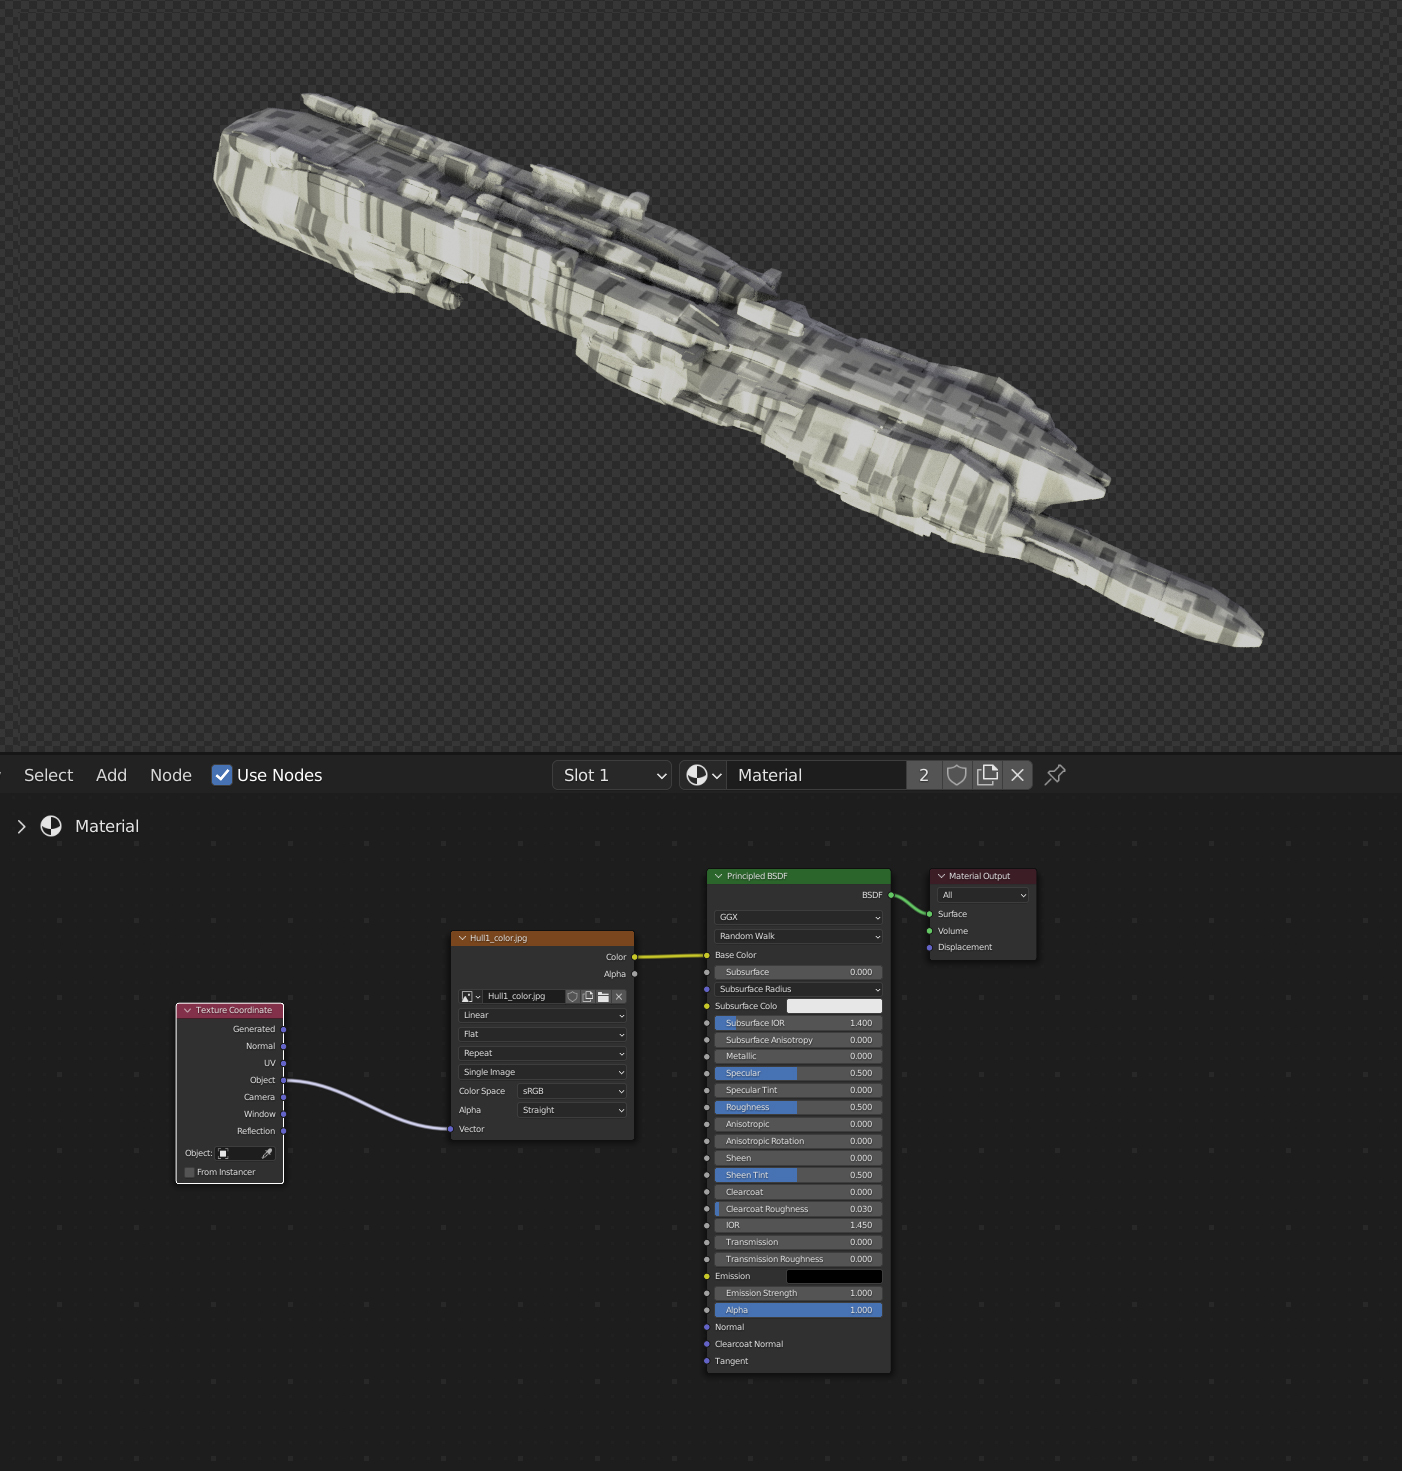 Select Add Node Use Nodes Slot 1 Material 2
Material
Texture Coordinate
Generated
Normal
UV
Object
Camera
Window
Reflection
Object:
From Instancer
Hull1_color.jpg
Color
Alpha
Hull1_color.jpg
Linear
Flat
Repeat
Single Image
Color Space sRGB
Alpha Straight
Vector
Principled BSDF
BSDF
GGX
Random Walk
Base Color
Subsurface 0.000
Subsurface Radius
Subsurface Colo
Subsurface IOR 1.400
Subsurface Anisotropy 0.000
Metallic 0.000
Specular 0.500
Specular Tint 0.000
Roughness 0.500
Anisotropic 0.000
Anisotropic Rotation 0.000
Sheen 0.000
Sheen Tint 0.500
Clearcoat 0.000
Clearcoat Roughness 0.030
IOR 1.450
Transmission 0.000
Transmission Roughness 0.000
Emission
Emission Strength 1.000
Alpha 1.000
Normal
Clearcoat Normal
Tangent
Material Output
All
Surface
Volume
Displacement